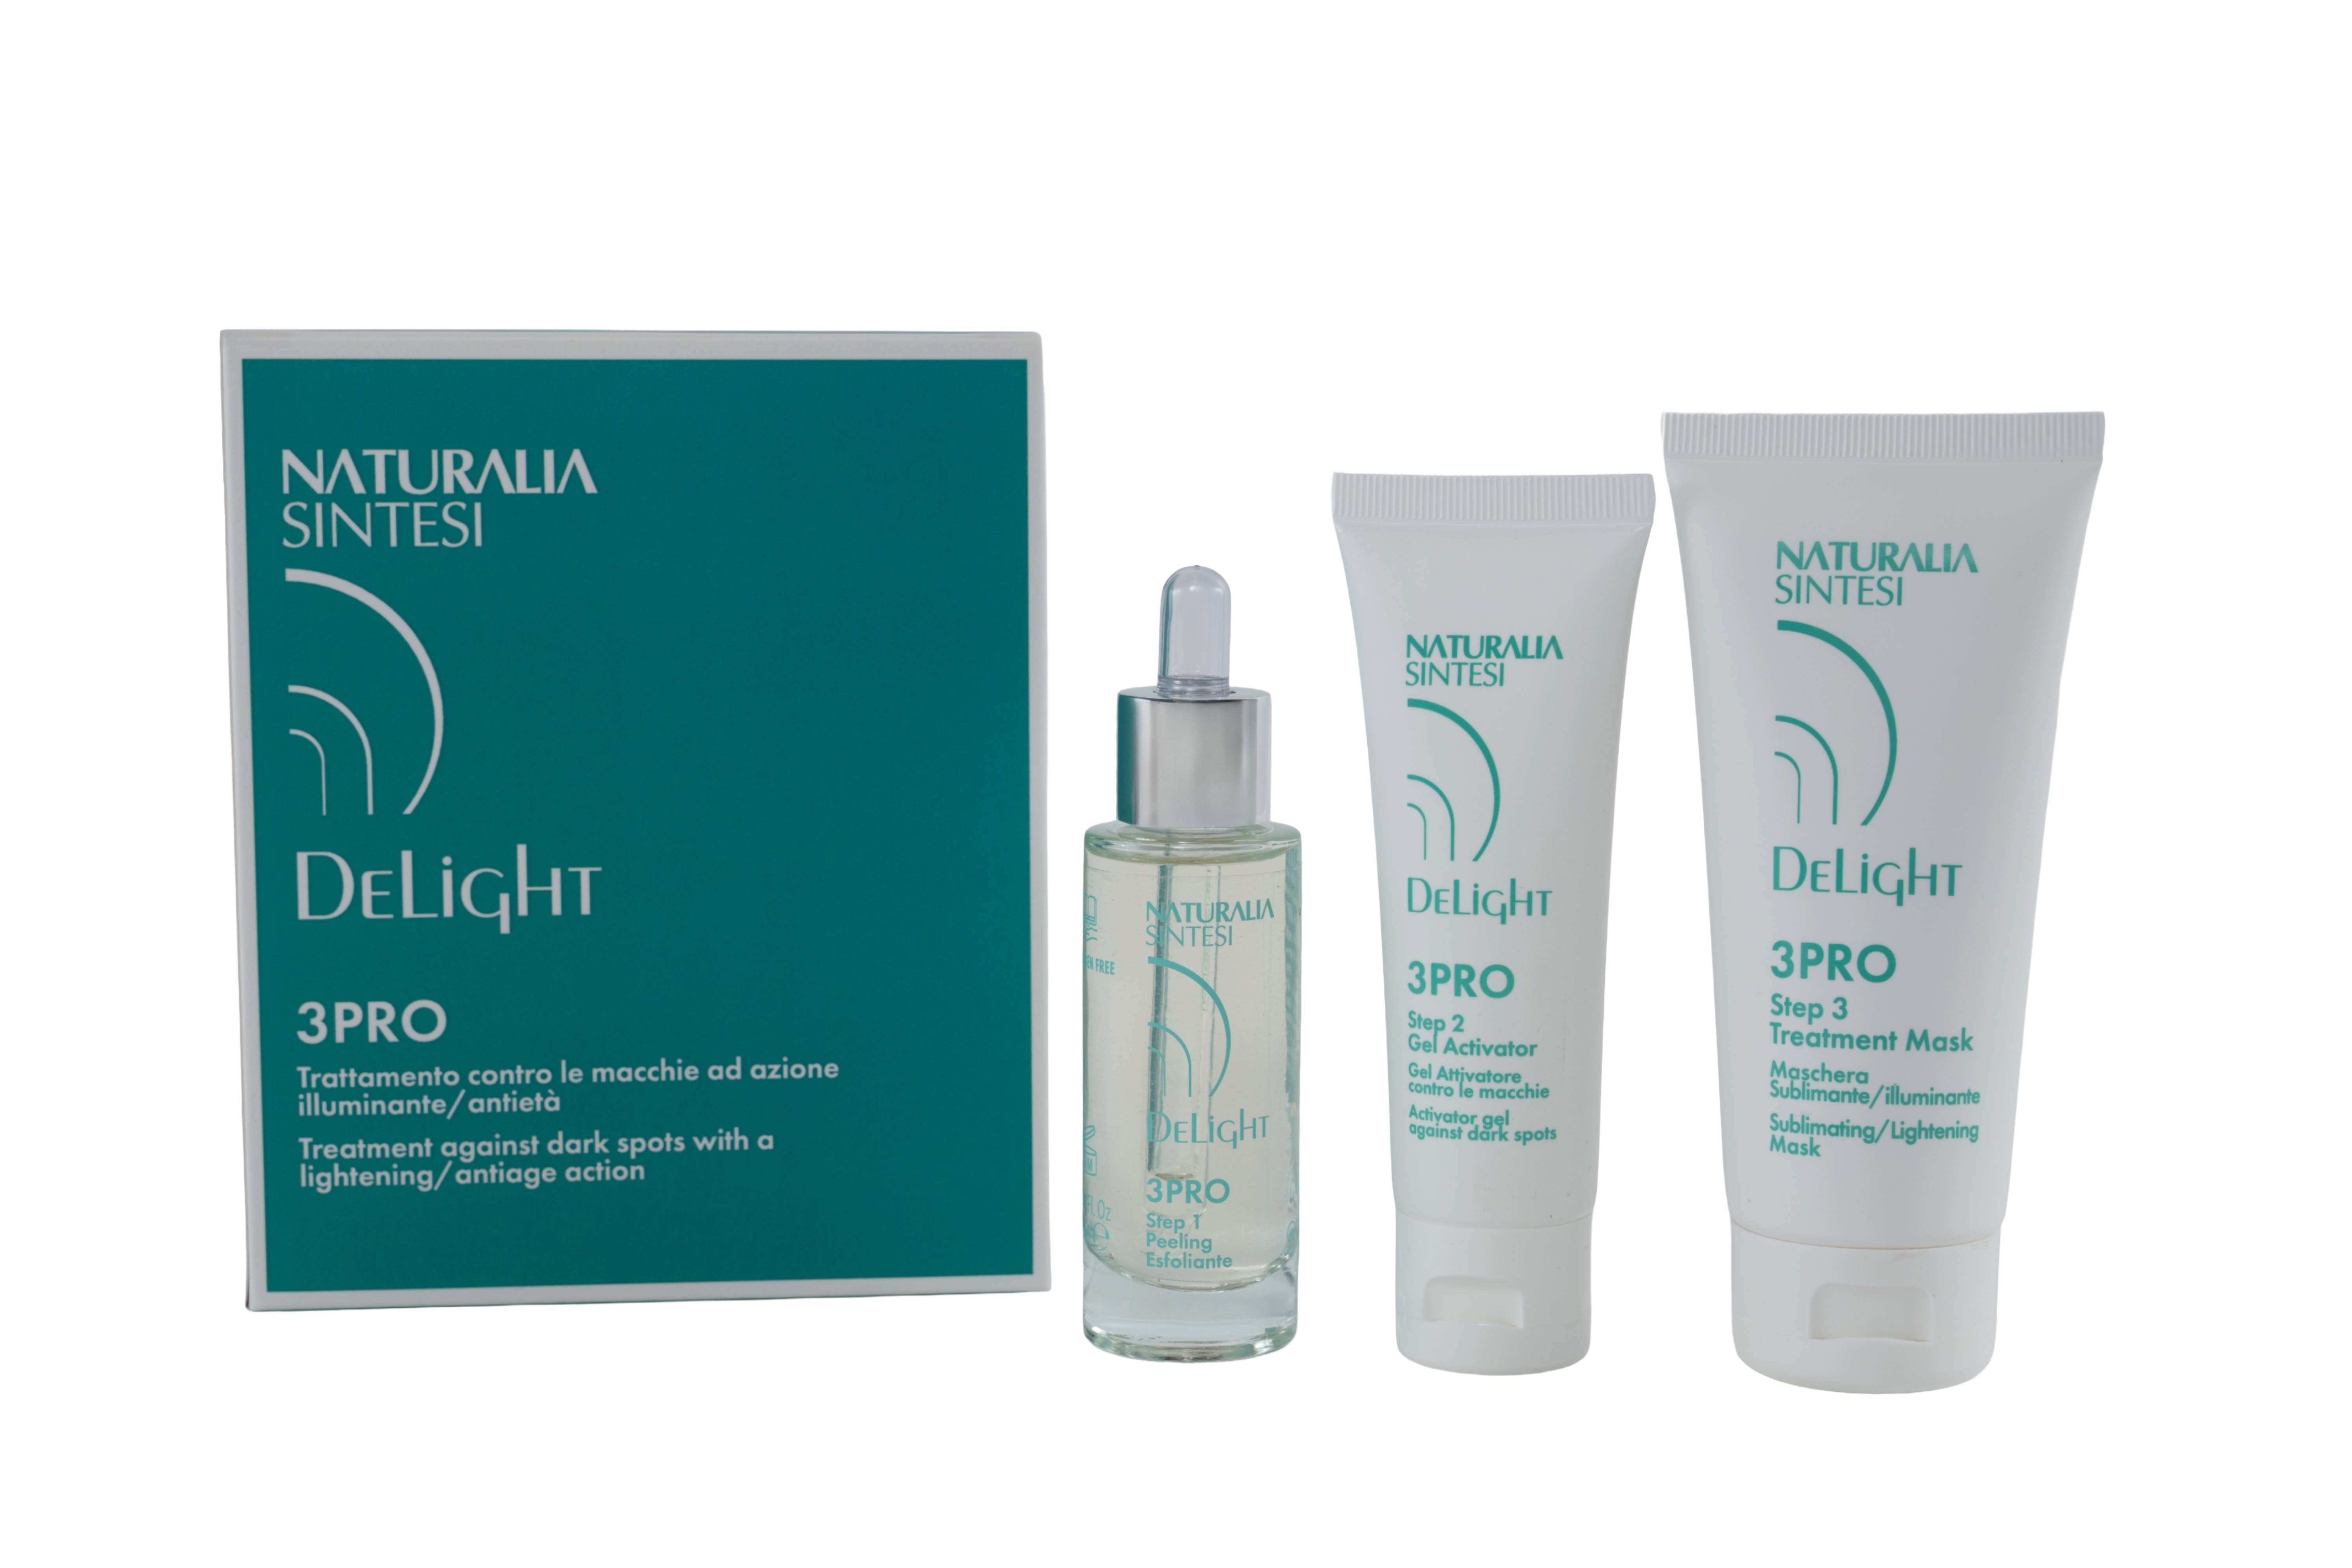 NATURALIA
SINTESI
DELIGHT
3PRO
Trattamento contro le macchie ad azione
illuminante/antietà
Treatment against dark spots with a
lightening/antiage action
NATURALIA
SINTESI
DELIGHT
3PRO
Step 1
Peeling
Esfoliante
FREE
NATURALIA
SINTESI
DELIGHT
3PRO
Step 2
Gel Activator
Gel Attivatore
contro le macchie
Activator gel
against dark spots
NATURALIA
SINTESI
DELIGHT
3PRO
Step 3
Treatment Mask
Maschera
Sublimante/illuminante
Sublimating/Lightening
Mask